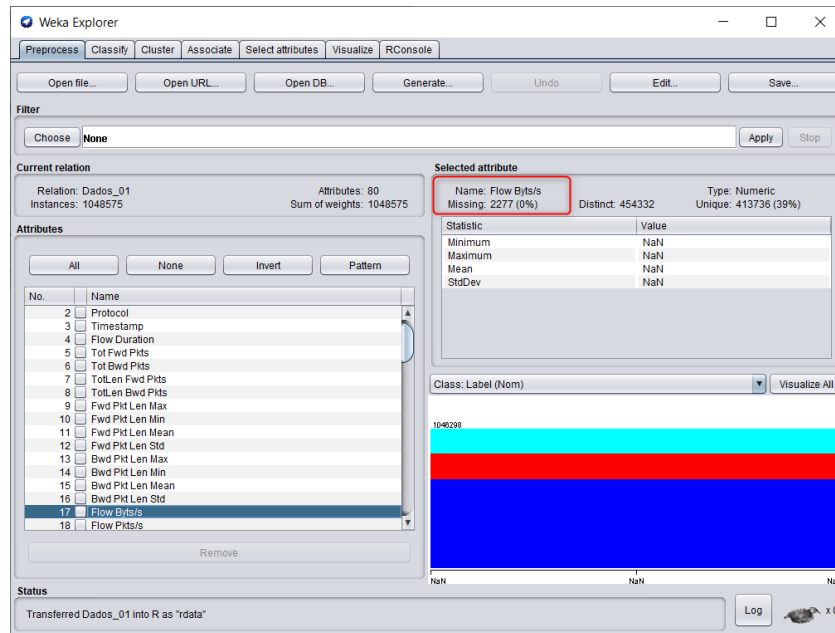 Weka Explorer
Preprocess Classify Cluster Associate Select attributes Visualize RConsole
Open file... Open URL... Open DB... Generate... Undo Edit... Save...
Filter
Choose None Apply Stop
Current relation
Relation: Dados_01 Attributes: 80
Instances: 1048575 Sum of weights: 1048575
Selected attribute
Name: Flow Byts/s Type: Numeric
Missing: 2277 (0%) Distinct: 454332 Unique: 413736 (39%)
Attributes
All None Invert Pattern
No. Name
2 Protocol
3 Timestamp
4 Flow Duration
5 Tot Fwd Pkts
6 Tot Bwd Pkts
7 TotLen Fwd Pkts
8 TotLen Bwd Pkts
9 Fwd Pkt Len Max
10 Fwd Pkt Len Min
11 Fwd Pkt Len Mean
12 Fwd Pkt Len Std
13 Bwd Pkt Len Max
14 Bwd Pkt Len Min
15 Bwd Pkt Len Mean
16 Bwd Pkt Len Std
17 Flow Byts/s
18 Flow Pkts/s
Remove
Statistic Value
Minimum NaN
Maximum NaN
Mean NaN
StdDev NaN
Class: Label (Nom) Visualize All
1046298
NaN NaN Na
Status
Transferred Dados_01 into R as "rdata"
Log x 0